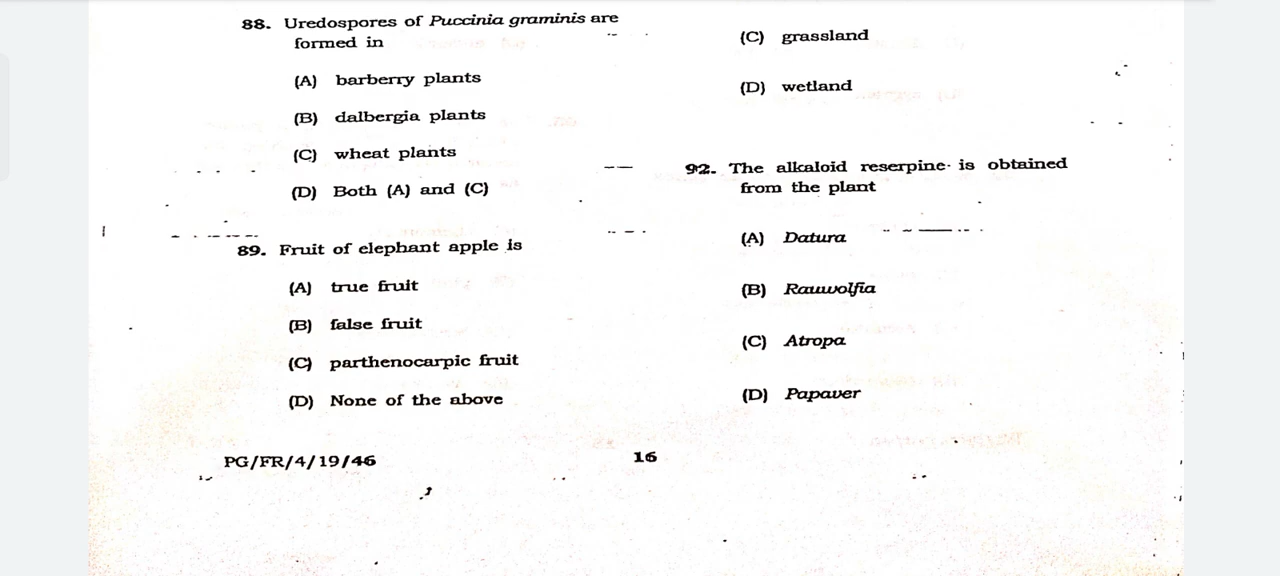 88. Uredospores of Puccinia graminis are
formed in
(A) barberry plants
(B) dalbergia plants
(C) wheat plants
(D) Both (A) and (C)
89. Fruit of elephant apple is
(A) true fruit
(B) false fruit
(C) parthenocarpic fruit
(D) None of the above
(C) grassland
(D) wetland
92. The alkaloid reserpine is obtained
from the plant
(A) Datura
(B) Rauwolfia
(C) Atropa
(D) Papaver
PG/FR/4/19/46
16